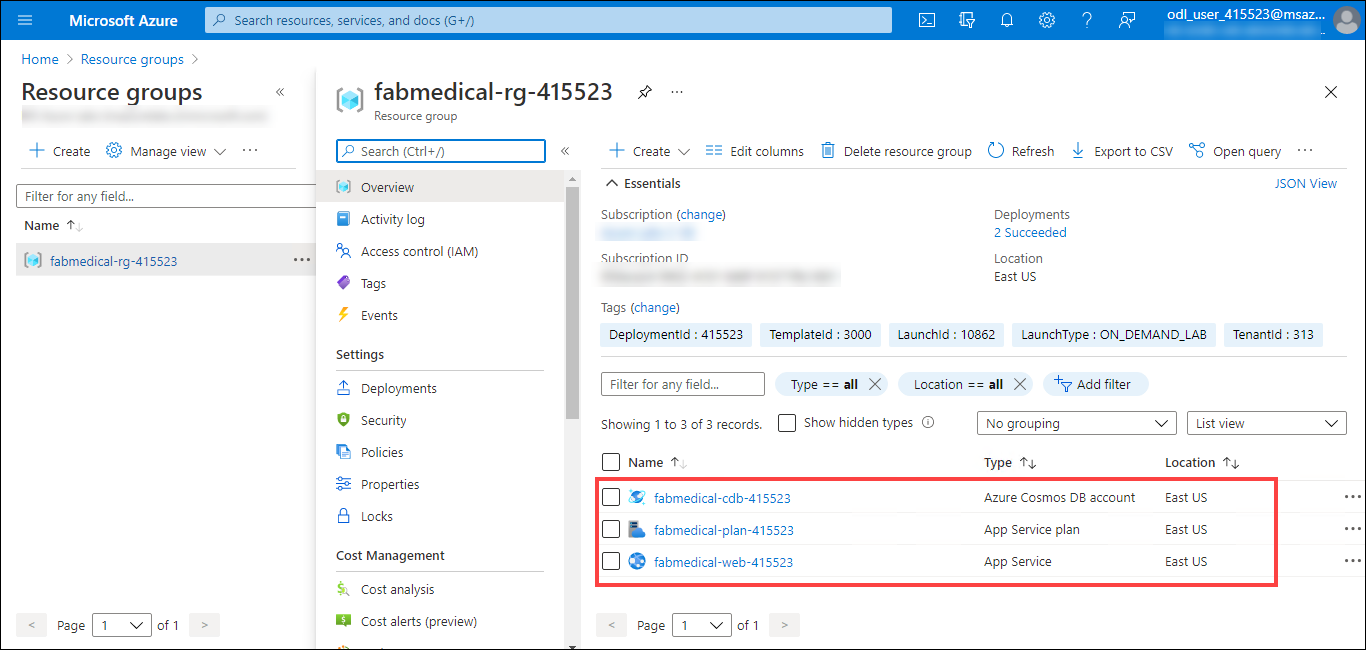 Microsoft Azure
Search resources, services, and docs (G+/)
odl_user_415523@msaz...
Home > Resource groups >
Resource groups
«
Create
Manage view
...
Filter for any field...
Name ↑↓
fabmedical-rg-415523
...
< Page 1 of 1 >
fabmedical-rg-415523
...
Resource group
Search (Ctrl+/)
«
Overview
Activity log
Access control (IAM)
Tags
Events
Settings
Deployments
Security
Policies
Properties
Locks
Cost Management
Cost analysis
Cost alerts (preview)
Create
Edit columns
Delete resource group
Refresh
Export to CSV
Open query
...
Essentials
JSON View
Subscription (change)
Subscription ID
Deployments
2 Succeeded
Location
East US
Tags (change)
DeploymentId : 415523
TemplateId : 3000
LaunchId : 10862
LaunchType : ON_DEMAND_LAB
TenantId : 313
Filter for any field...
Type == all
Location == all
Add filter
Showing 1 to 3 of 3 records.
Show hidden types
No grouping
List view
Name ↑↓ Type ↑↓ Location ↑↓
fabmedical-cdb-415523 Azure Cosmos DB account East US ...
fabmedical-plan-415523 App Service plan East US ...
fabmedical-web-415523 App Service East US ...
< Page 1 of 1 >